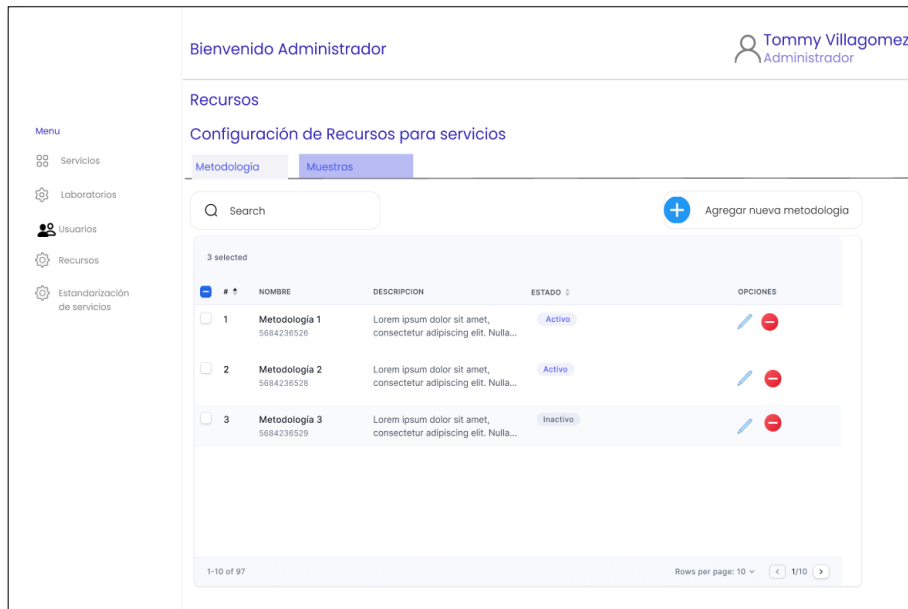 Bienvenido Administrador
Tommy Villagomez
Administrador
Menu
Servicios
Laboratorios
Usuarios
Recursos
Estandarización
de servicios
Recursos
Configuración de Recursos para servicios
Metodología
Muestras
Search
Agregar nueva metodologia
3 selected
# NOMBRE DESCRIPCION ESTADO OPCIONES
1 Metodología 1 Lorem ipsum dolor sit amet, Activo
5684236526 consectetur adipiscing elit. Nulla...
2 Metodología 2 Lorem ipsum dolor sit amet, Activo
5684236528 consectetur adipiscing elit. Nulla...
3 Metodología 3 Lorem ipsum dolor sit amet, Inactivo
5684236529 consectetur adipiscing elit. Nulla...
1-10 of 97
Rows per page: 10
1/10